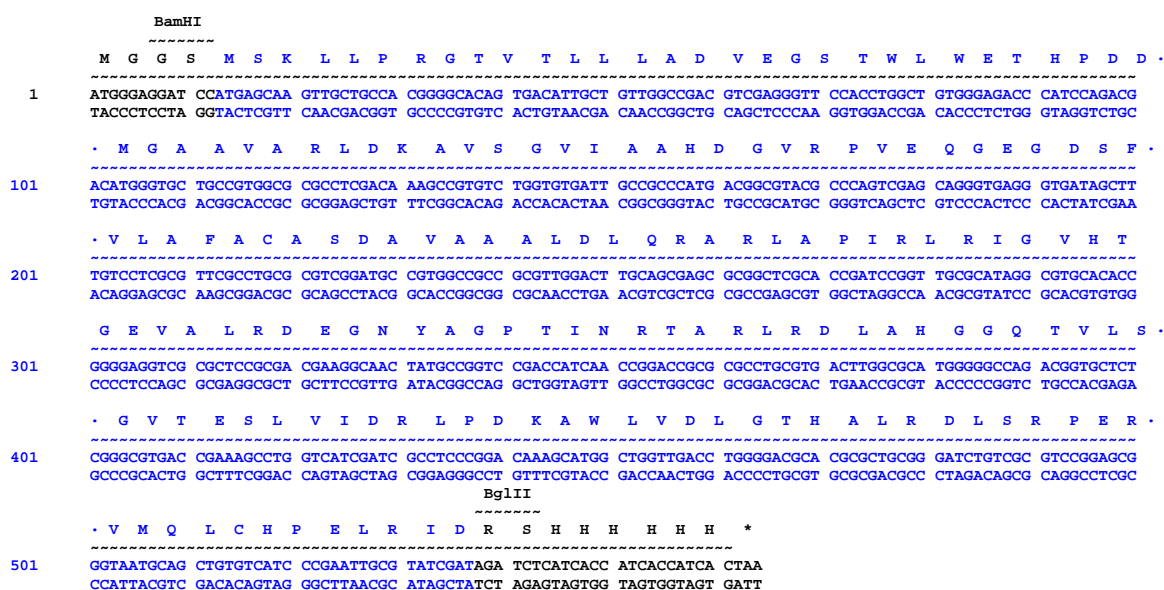 BamHI
~~~~~~~
M G G S M S K L L P R G T V T L L L A D V E G S T W L W E T H P D D ·
1 ATGGGAGGAT CCATGAGCAA GTTGCTGCCA CGGGGCACAG TGACATTGCT GTTGGCCGAC GTCGAGGGTT CCACCTGGCT GTGGGAGACC CATCCAGACG
TACCCTCCTA GGTACTCGTT CAACGACGGT GCCCCGTGTC ACTGTAACGA CAACCGGCTG CAGCTCCCAA GGTGGACCGA CACCCTCTGG GTAGGTCTGC
· M G A A V A R L D K A V S G V I A A H D G V R P V E Q G E G D S F ·
101 ACATGGGTGC TGCCGTGGCG CGCCTCGACA AAGCCGTGTC TGGTGTGATT GCCGCCCATG ACGGCGTACG CCCAGTCGAG CAGGGTGAGG GTGATAGCTT
TGTACCCACG ACGGCACCGC GCGGAGCTGT TTCGGCACAG ACCACACTAA CGGCGGGTAC TGCCGCATGC GGGTCAGCTC GTCCCACTCC CACTATCGAA
· V L A F A C A S D A V A A A L D L Q R A R L A P I R L R I G V H T
201 TGTCCTCGCG TTCGCCTGCG CGTCGGATGC CGTGGCCGCC GCGTTGGACT TGCAGCGAGC GCGGCTCGCA CCGATCCGGT TGCGCATAGG CGTGCACACC
ACAGGAGCGC AAGCGGACGC GCAGCCTACG GCACCGGCGG CGCAACCTGA ACGTCGCTCG CGCCGAGCGT GGCTAGGCCA ACGCGTATCC GCACGTGTGG
G E V A L R D E G N Y A G P T I N R T A R L R D L A H G G Q T V L S ·
301 GGGGAGGTCG CGCTCCGCGA CGAAGGCAAC TATGCCGGTC CGACCATCAA CCGGACCGCG CGCCTGCGTG ACTTGGCGCA TGGGGGCCAG ACGGTGCTCT
CCCCTCCAGC GCGAGGCGCT GCTTCCGTTG ATACGGCCAG GCTGGTAGTT GGCCTGGCGC GCGGACGCAC TGAACCGCGT ACCCCCGGTC TGCCACGAGA
· G V T E S L V I D R L P D K A W L V D L G T H A L R D L S R P E R ·
401 CGGGCGTGAC CGAAAGCCTG GTCATCGATC GCCTCCCGGA CAAAGCATGG CTGGTTGACC TGGGGACGCA CGCGCTGCGG GATCTGTCGC GTCCGGAGCG
GCCCGCACTG GCTTTCGGAC CAGTAGCTAG CGGAGGGCCT GTTTCGTACC GACCAACTGG ACCCCTGCGT GCGCGACGCC CTAGACAGCG CAGGCCTCGC
BglII
~~~~~~~
· V M Q L C H P E L R I D R S H H H H H H *
501 GGTAATGCAG CTGTGTCATC CCGAATTGCG TATCGATAGA TCTCATCACC ATCACCATCA CTAA
CCATTACGTC GACACAGTAG GGCTTAACGC ATAGCTATCT AGAGTAGTGG TAGTGGTAGT GATT